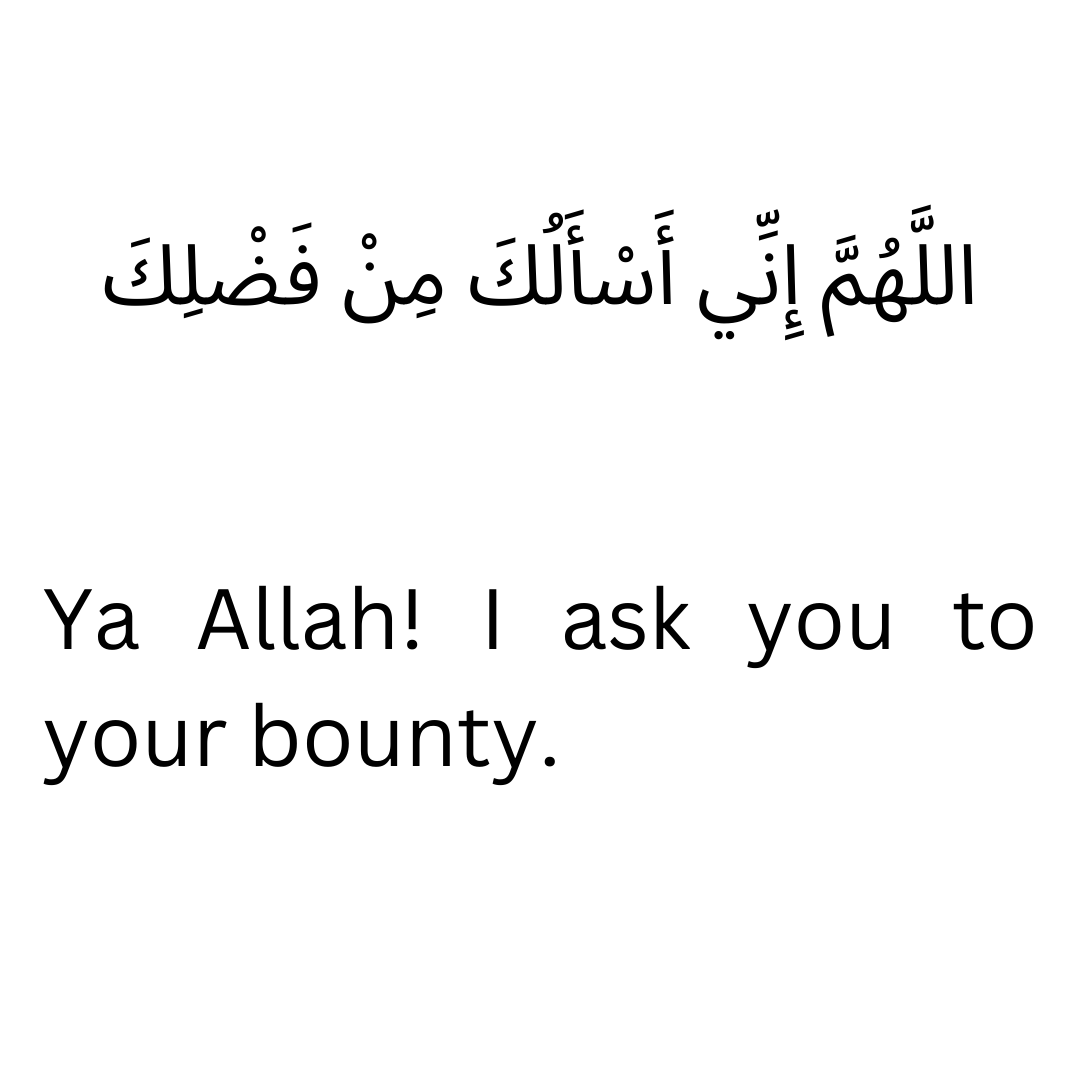 اللَّهُمَّ إِنِّي أَسْأَلُكَ مِنْ فَضْلِكَ
Ya Allah! I ask you to
your bounty.